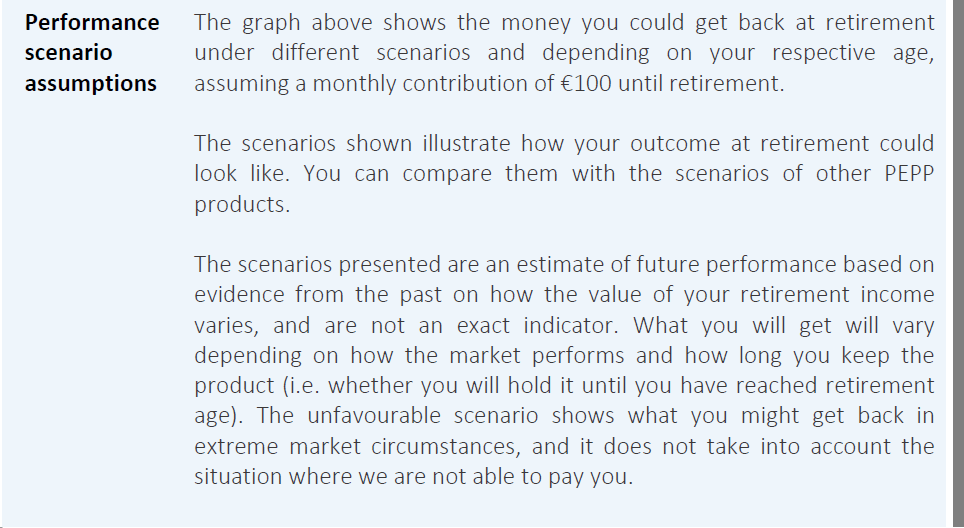 Performance
scenario
assumptions
The graph above shows the money you could get back at retirement
under different scenarios and depending on your respective age,
assuming a monthly contribution of €100 until retirement.
The scenarios shown illustrate how your outcome at retirement could
look like. You can compare them with the scenarios of other PEPP
products.
The scenarios presented are an estimate of future performance based on
evidence from the past on how the value of your retirement income
varies, and are not an exact indicator. What you will get will vary
depending on how the market performs and how long you keep the
product (i.e. whether you will hold it until you have reached retirement
age). The unfavourable scenario shows what you might get back in
extreme market circumstances, and it does not take into account the
situation where we are not able to pay you.